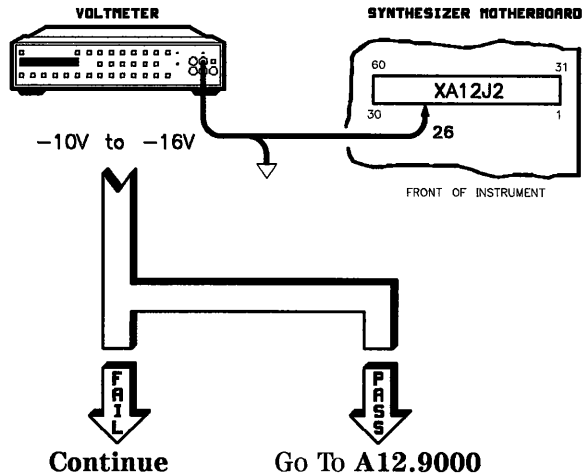 VOLTMETER
SYNTHESIZER MOTHERBOARD
60
31
XA12J2
30
1
26
−10V to −16V
FRONT OF INSTRUMENT
FAIL
PASS
Continue
Go To A12.9000